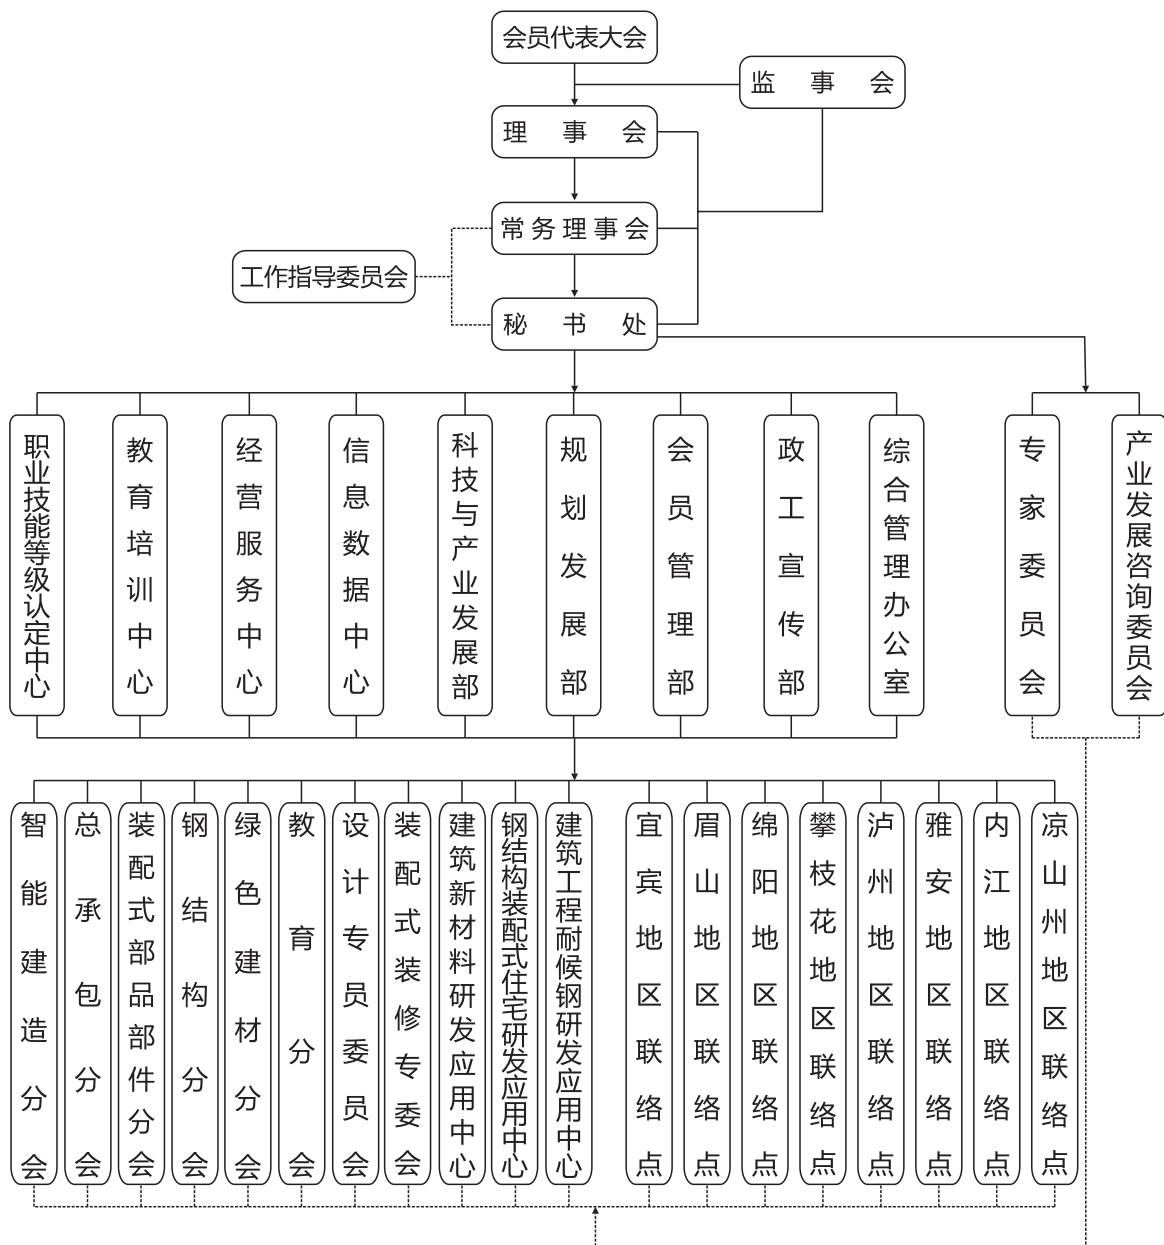 会员代表大会
监事会
理事会
常务理事会
工作指导委员会
秘书处
职业技能等级认定中心
教育培训中心
经营服务中心
信息数据中心
科技与产业发展部
规划发展部
会员管理部
政工宣传部
综合管理办公室
专家委员会
产业发展咨询委员会
智能建造分会
总承包分会
装配式部品部件分会
钢结构分会
绿色建材分会
教育分会
设计专员委员会
装配式装修专委会
建筑新材料研发应用中心
钢结构装配式住宅研发应用中心
建筑工程耐候钢研发应用中心
宜宾地区联络点
眉山地区联络点
绵阳地区联络点
攀枝花地区联络点
泸州地区联络点
雅安地区联络点
内江地区联络点
凉山州地区联络点